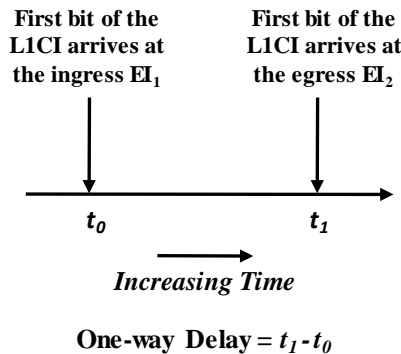 First bit of the
L1CI arrives at
the ingress EI₁
First bit of the
L1CI arrives at
the egress EI₂
t₀
t₁
Increasing Time
One-way Delay = t₁-t₀